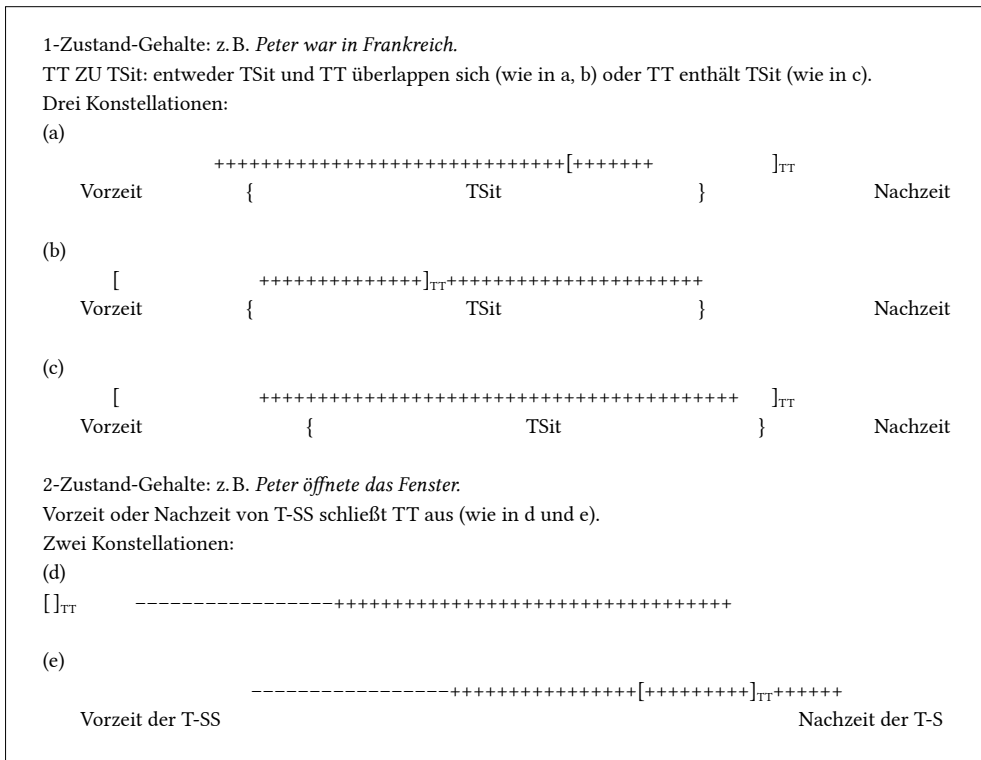 1-Zustand-Gehalte: z. B. Peter war in Frankreich.
TT ZU TSit: entweder TSit und TT überlappen sich (wie in a, b) oder TT enthält TSit (wie in c).
Drei Konstellationen:
(a)
++++++++++++++++++++++++++++++[+++++++ ]TT
Vorzeit { TSit } Nachzeit
(b)
[ ++++++++++++++]TT++++++++++++++++++++++
Vorzeit { TSit } Nachzeit
(c)
[ +++++++++++++++++++++++++++++++++++++++++ ]TT
Vorzeit { TSit } Nachzeit
2-Zustand-Gehalte: z. B. Peter öffnete das Fenster.
Vorzeit oder Nachzeit von T-SS schließt TT aus (wie in d und e).
Zwei Konstellationen:
(d)
[ ]TT −−−−−−−−−−−−−−−−−++++++++++++++++++++++++++++++++++
(e)
−−−−−−−−−−−−−−−−−++++++++++++++++[+++++++++]TT++++++
Vorzeit der T-SS Nachzeit der T-S